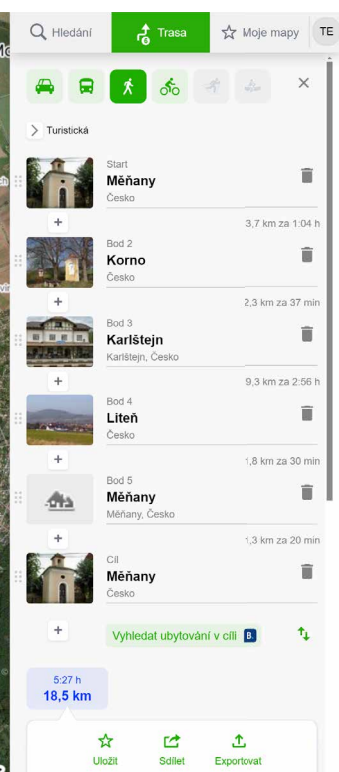 Hledání
Trasa
6
Moje mapy
TE
Turistická
Start
Měňany
Česko
3,7 km za 1:04 h
Bod 2
Korno
Česko
2,3 km za 37 min
Bod 3
Karlštejn
Karlštejn, Česko
9,3 km za 2:56 h
Bod 4
Liteň
Česko
1,8 km za 30 min
Bod 5
Měňany
Měňany, Česko
1,3 km za 20 min
Cíl
Měňany
Česko
Vyhledat ubytování v cíli B.
5:27 h
18,5 km
Uložit
Sdílet
Exportovat